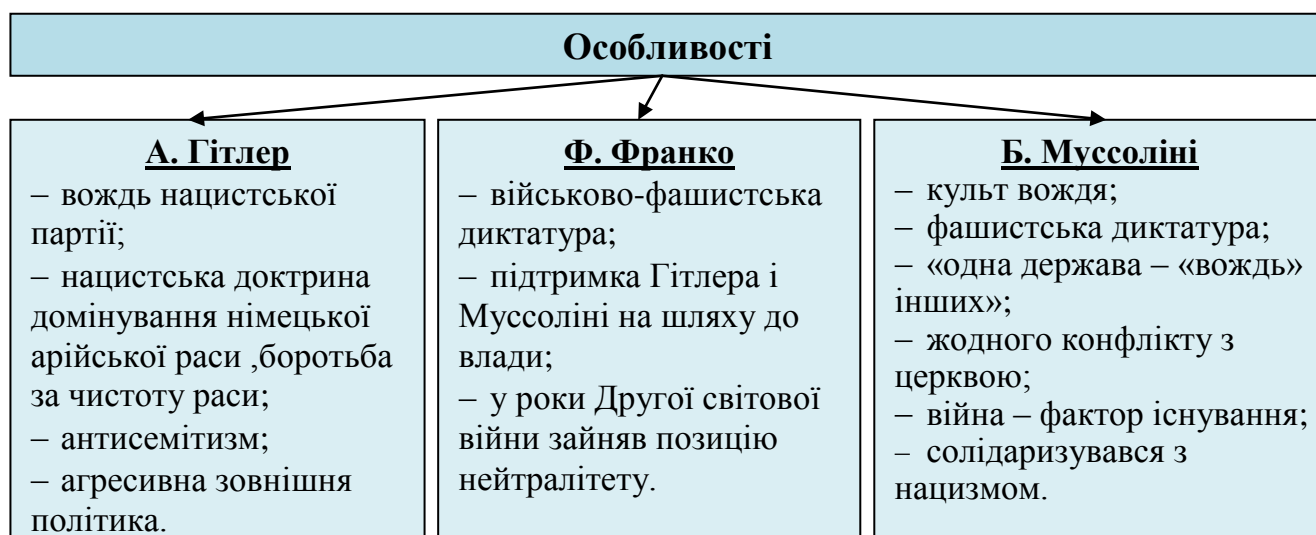 Особливості
А. Гітлер
– вождь нацистської
партії;
– нацистська доктрина
домінування німецької
арійської раси ,боротьба
за чистоту раси;
– антисемітизм;
– агресивна зовнішня
політика.
Ф. Франко
– військово-фашистська
диктатура;
– підтримка Гітлера і
Муссоліні на шляху до
влади;
– у роки Другої світової
війни зайняв позицію
нейтралітету.
Б. Муссоліні
– культ вождя;
– фашистська диктатура;
– «одна держава – «вождь»
інших»;
– жодного конфлікту з
церквою;
– війна – фактор існування;
– солідаризувався з
нацизмом.